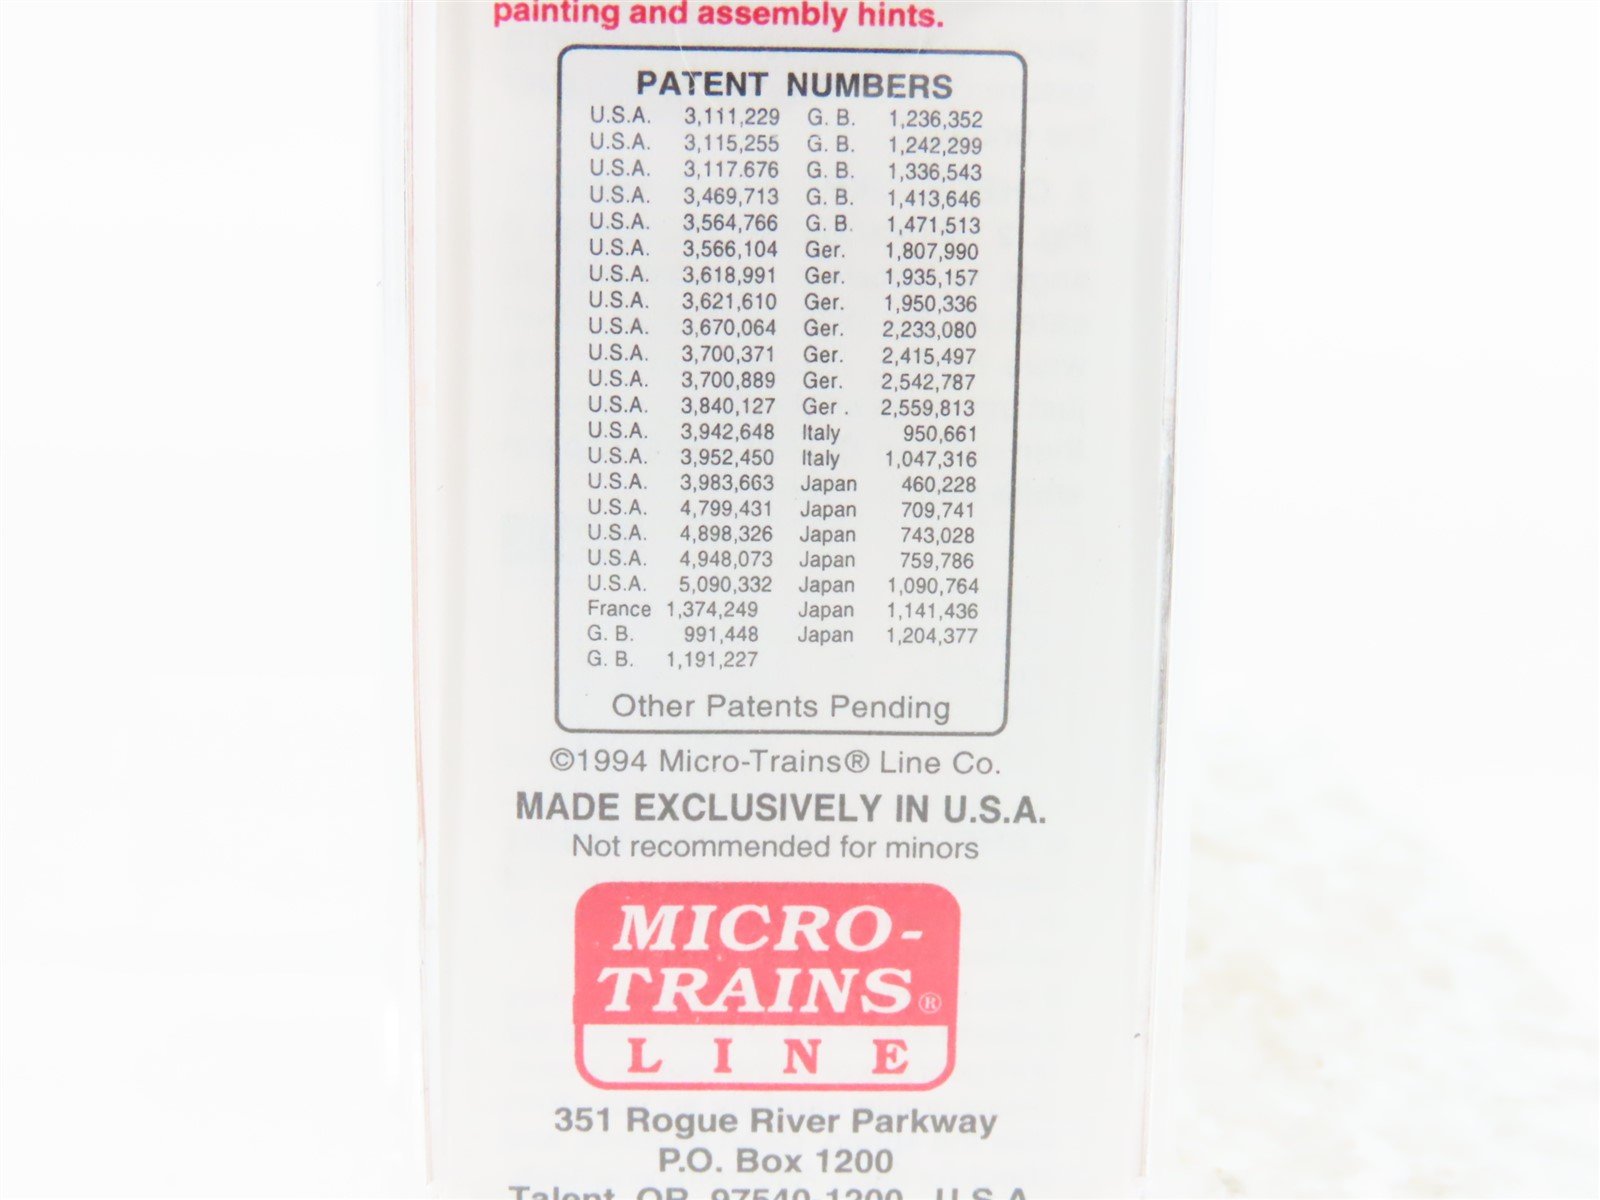 painting and assembly hints.
PATENT NUMBERS
U.S.A. 3,111,229 G. B. 1,236,352
U.S.A. 3,115,255 G. B. 1,242,299
U.S.A. 3,117.676 G. B. 1,336,543
U.S.A. 3,469,713 G. B. 1,413,646
U.S.A. 3,564,766 G. B. 1,471,513
U.S.A. 3,566,104 Ger. 1,807,990
U.S.A. 3,618,991 Ger. 1,935,157
U.S.A. 3,621,610 Ger. 1,950,336
U.S.A. 3,670,064 Ger. 2,233,080
U.S.A. 3,700,371 Ger. 2,415,497
U.S.A. 3,700,889 Ger. 2,542,787
U.S.A. 3,840,127 Ger . 2,559,813
U.S.A. 3,942,648 Italy 950,661
U.S.A. 3,952,450 Italy 1,047,316
U.S.A. 3,983,663 Japan 460,228
U.S.A. 4,799,431 Japan 709,741
U.S.A. 4,898,326 Japan 743,028
U.S.A. 4,948,073 Japan 759,786
U.S.A. 5,090,332 Japan 1,090,764
France 1,374,249 Japan 1,141,436
G. B. 991,448 Japan 1,204,377
G. B. 1,191,227
Other Patents Pending
©1994 Micro-Trains® Line Co.
MADE EXCLUSIVELY IN U.S.A.
Not recommended for minors
MICRO-
TRAINS®
LINE
351 Rogue River Parkway
P.O. Box 1200
Talent, OR 97540-1200 U.S.A.